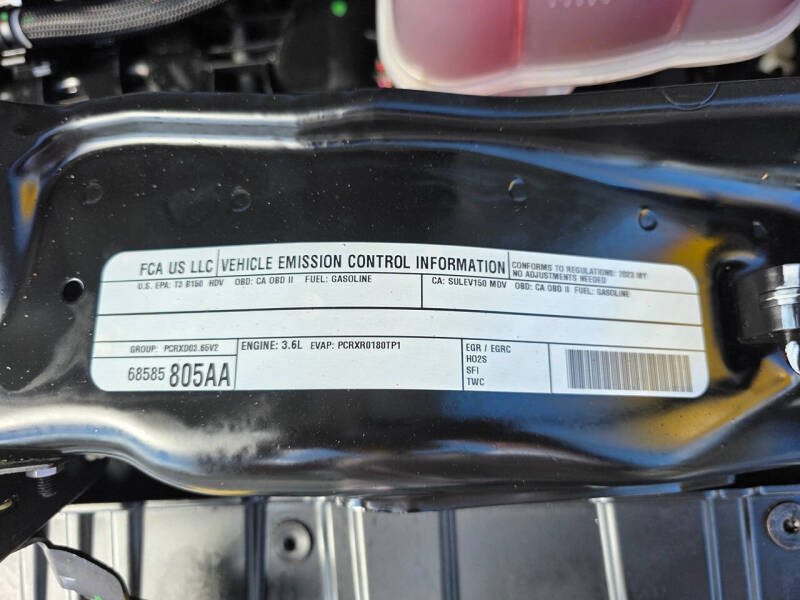 FCA US LLC VEHICLE EMISSION CONTROL INFORMATION
CONFORMS TO REGULATIONS: 2023 MY
NO ADJUSTMENTS NEEDED
U.S. EPA: T3 B150 HDV OBD: CA OBD II FUEL: GASOLINE
CA: SULEV150 MDV OBD: CA OBD II FUEL: GASOLINE
GROUP: PCRXD03.65V2
68585 805AA
ENGINE: 3.6L EVAP: PCRXR0180TP1
EGR / EGRC
HO2S
SFI
TWC